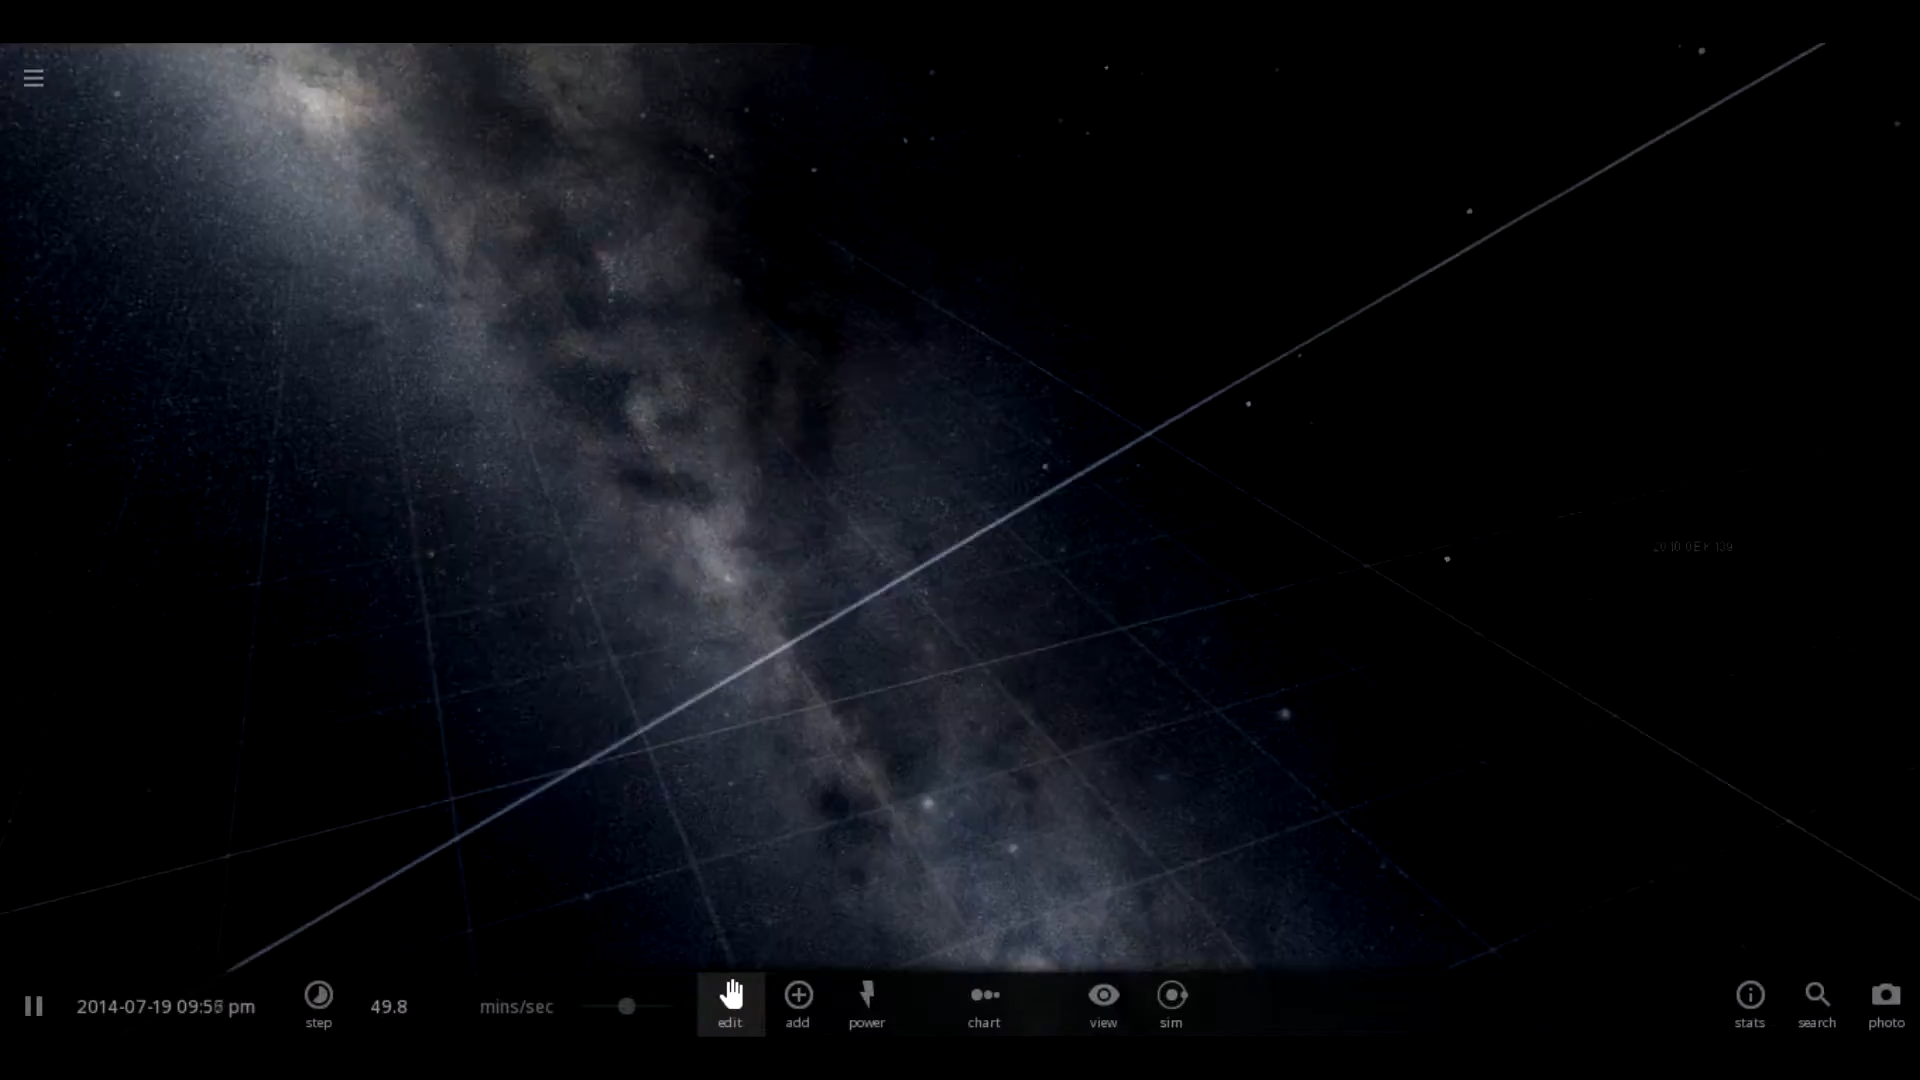 2014-07-19 09:56 pm
step
49.8
mins/sec
edit
add
power
chart
view
sim
stats
search
photo